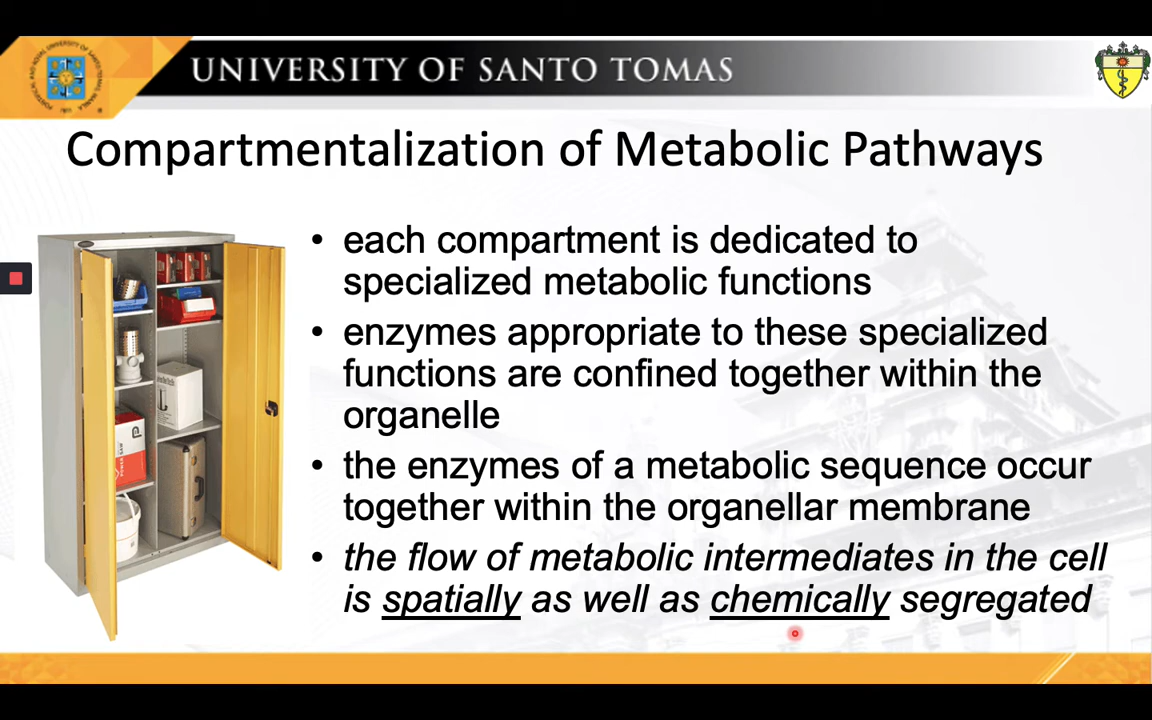 UNIVERSITY OF SANTO TOMAS
Compartmentalization of Metabolic Pathways
• each compartment is dedicated to
specialized metabolic functions
• enzymes appropriate to these specialized
functions are confined together within the
organelle
• the enzymes of a metabolic sequence occur
together within the organellar membrane
• the flow of metabolic intermediates in the cell
is spatially as well as chemically segregated